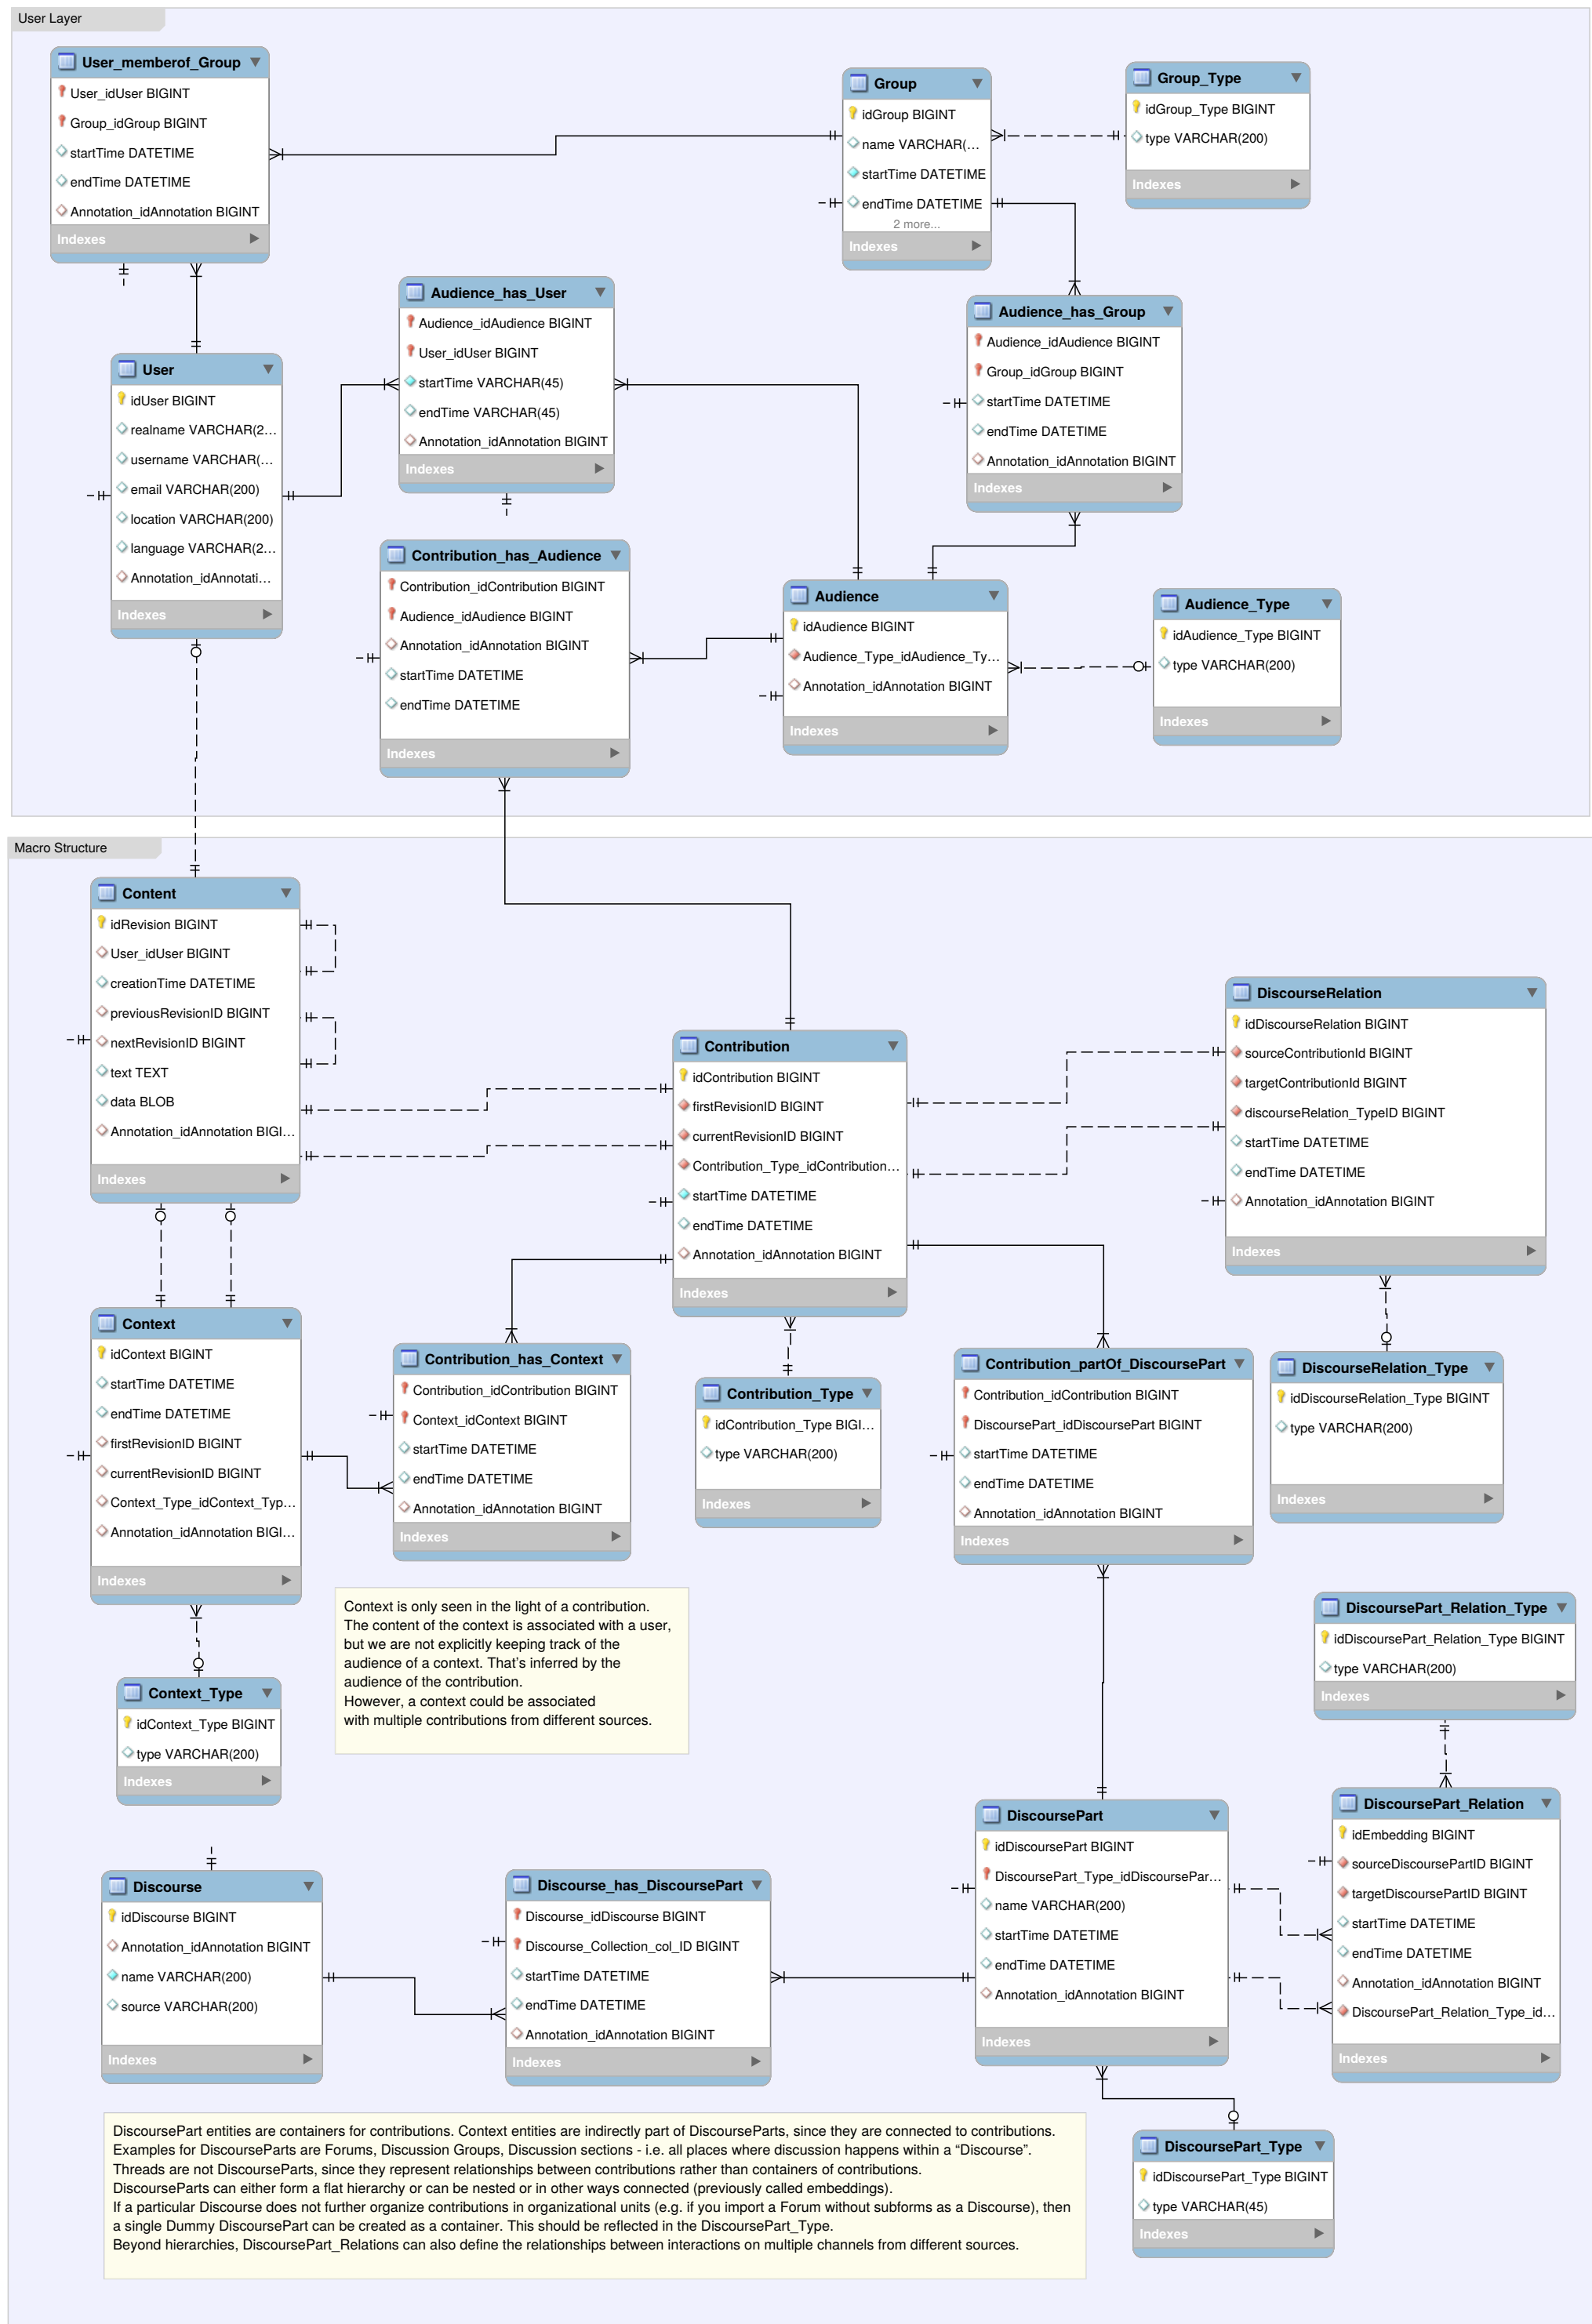 User Layer
User_memberof_Group
User_idUser BIGINT
Group_idGroup BIGINT
startTime DATETIME
endTime DATETIME
Annotation_idAnnotation BIGINT
Indexes
Group
idGroup BIGINT
name VARCHAR(...
startTime DATETIME
endTime DATETIME
2 more...
Indexes
Group_Type
idGroup_Type BIGINT
type VARCHAR(200)
Indexes
Audience_has_User
Audience_idAudience BIGINT
User_idUser BIGINT
startTime VARCHAR(45)
endTime VARCHAR(45)
Annotation_idAnnotation BIGINT
Indexes
Audience_has_Group
Audience_idAudience BIGINT
Group_idGroup BIGINT
startTime DATETIME
endTime DATETIME
Annotation_idAnnotation BIGINT
Indexes
User
idUser BIGINT
realname VARCHAR(2...
username VARCHAR(...
email VARCHAR(200)
location VARCHAR(200)
language VARCHAR(2...
Annotation_idAnnotati...
Indexes
Contribution_has_Audience
Contribution_idContribution BIGINT
Audience_idAudience BIGINT
Annotation_idAnnotation BIGINT
startTime DATETIME
endTime DATETIME
Indexes
Audience
idAudience BIGINT
Audience_Type_idAudience_Ty...
Annotation_idAnnotation BIGINT
Indexes
Audience_Type
idAudience_Type BIGINT
type VARCHAR(200)
Indexes
Macro Structure
Content
idRevision BIGINT
User_idUser BIGINT
creationTime DATETIME
previousRevisionID BIGINT
nextRevisionID BIGINT
text TEXT
data BLOB
Annotation_idAnnotation BIGI...
Indexes
Contribution
idContribution BIGINT
firstRevisionID BIGINT
currentRevisionID BIGINT
Contribution_Type_idContribution...
startTime DATETIME
endTime DATETIME
Annotation_idAnnotation BIGINT
Indexes
DiscourseRelation
idDiscourseRelation BIGINT
sourceContributionId BIGINT
targetContributionId BIGINT
discourseRelation_TypeID BIGINT
startTime DATETIME
endTime DATETIME
Annotation_idAnnotation BIGINT
Indexes
Context
idContext BIGINT
startTime DATETIME
endTime DATETIME
firstRevisionID BIGINT
currentRevisionID BIGINT
Context_Type_idContext_Typ...
Annotation_idAnnotation BIGI...
Indexes
Contribution_has_Context
Contribution_idContribution BIGINT
Context_idContext BIGINT
startTime DATETIME
endTime DATETIME
Annotation_idAnnotation BIGINT
Indexes
Contribution_Type
idContribution_Type BIGI...
type VARCHAR(200)
Indexes
Contribution_partOf_DiscoursePart
Contribution_idContribution BIGINT
DiscoursePart_idDiscoursePart BIGINT
startTime DATETIME
endTime DATETIME
Annotation_idAnnotation BIGINT
Indexes
DiscourseRelation_Type
idDiscourseRelation_Type BIGINT
type VARCHAR(200)
Indexes
Context is only seen in the light of a contribution.
The content of the context is associated with a user,
but we are not explicitly keeping track of the
audience of a context. That's inferred by the
audience of the contribution.
However, a context could be associated
with multiple contributions from different sources.
Context_Type
idContext_Type BIGINT
type VARCHAR(200)
Indexes
DiscoursePart_Relation_Type
idDiscoursePart_Relation_Type BIGINT
type VARCHAR(200)
Indexes
Discourse
idDiscourse BIGINT
Annotation_idAnnotation BIGINT
name VARCHAR(200)
source VARCHAR(200)
Indexes
Discourse_has_DiscoursePart
Discourse_idDiscourse BIGINT
Discourse_Collection_col_ID BIGINT
startTime DATETIME
endTime DATETIME
Annotation_idAnnotation BIGINT
Indexes
DiscoursePart
idDiscoursePart BIGINT
DiscoursePart_Type_idDiscoursePar...
name VARCHAR(200)
startTime DATETIME
endTime DATETIME
Annotation_idAnnotation BIGINT
Indexes
DiscoursePart_Relation
idEmbedding BIGINT
sourceDiscoursePartID BIGINT
targetDiscoursePartID BIGINT
startTime DATETIME
endTime DATETIME
Annotation_idAnnotation BIGINT
DiscoursePart_Relation_Type_id...
Indexes
DiscoursePart entities are containers for contributions. Context entities are indirectly part of DiscourseParts, since they are connected to contributions.
Examples for DiscourseParts are Forums, Discussion Groups, Discussion sections - i.e. all places where discussion happens within a “Discourse”.
Threads are not DiscourseParts, since they represent relationships between contributions rather than containers of contributions.
DiscourseParts can either form a flat hierarchy or can be nested or in other ways connected (previously called embeddings).
If a particular Discourse does not further organize contributions in organizational units (e.g. if you import a Forum without subforms as a Discourse), then
a single Dummy DiscoursePart can be created as a container. This should be reflected in the DiscoursePart_Type.
Beyond hierarchies, DiscoursePart_Relations can also define the relationships between interactions on multiple channels from different sources.
DiscoursePart_Type
idDiscoursePart_Type BIGINT
type VARCHAR(45)
Indexes